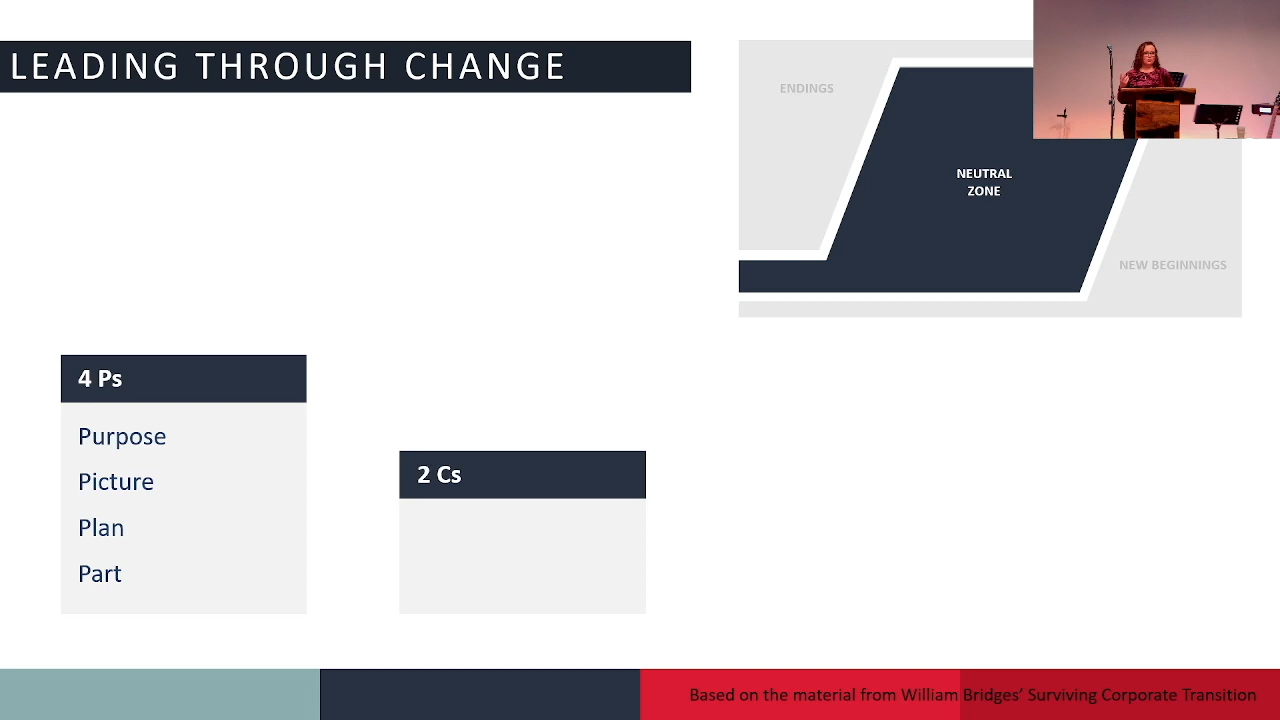 LEADING THROUGH CHANGE
ENDINGS
NEUTRAL
ZONE
NEW BEGINNINGS
4 Ps
Purpose
Picture
Plan
Part
2 Cs
Based on the material from William Bridges' Surviving Corporate Transition